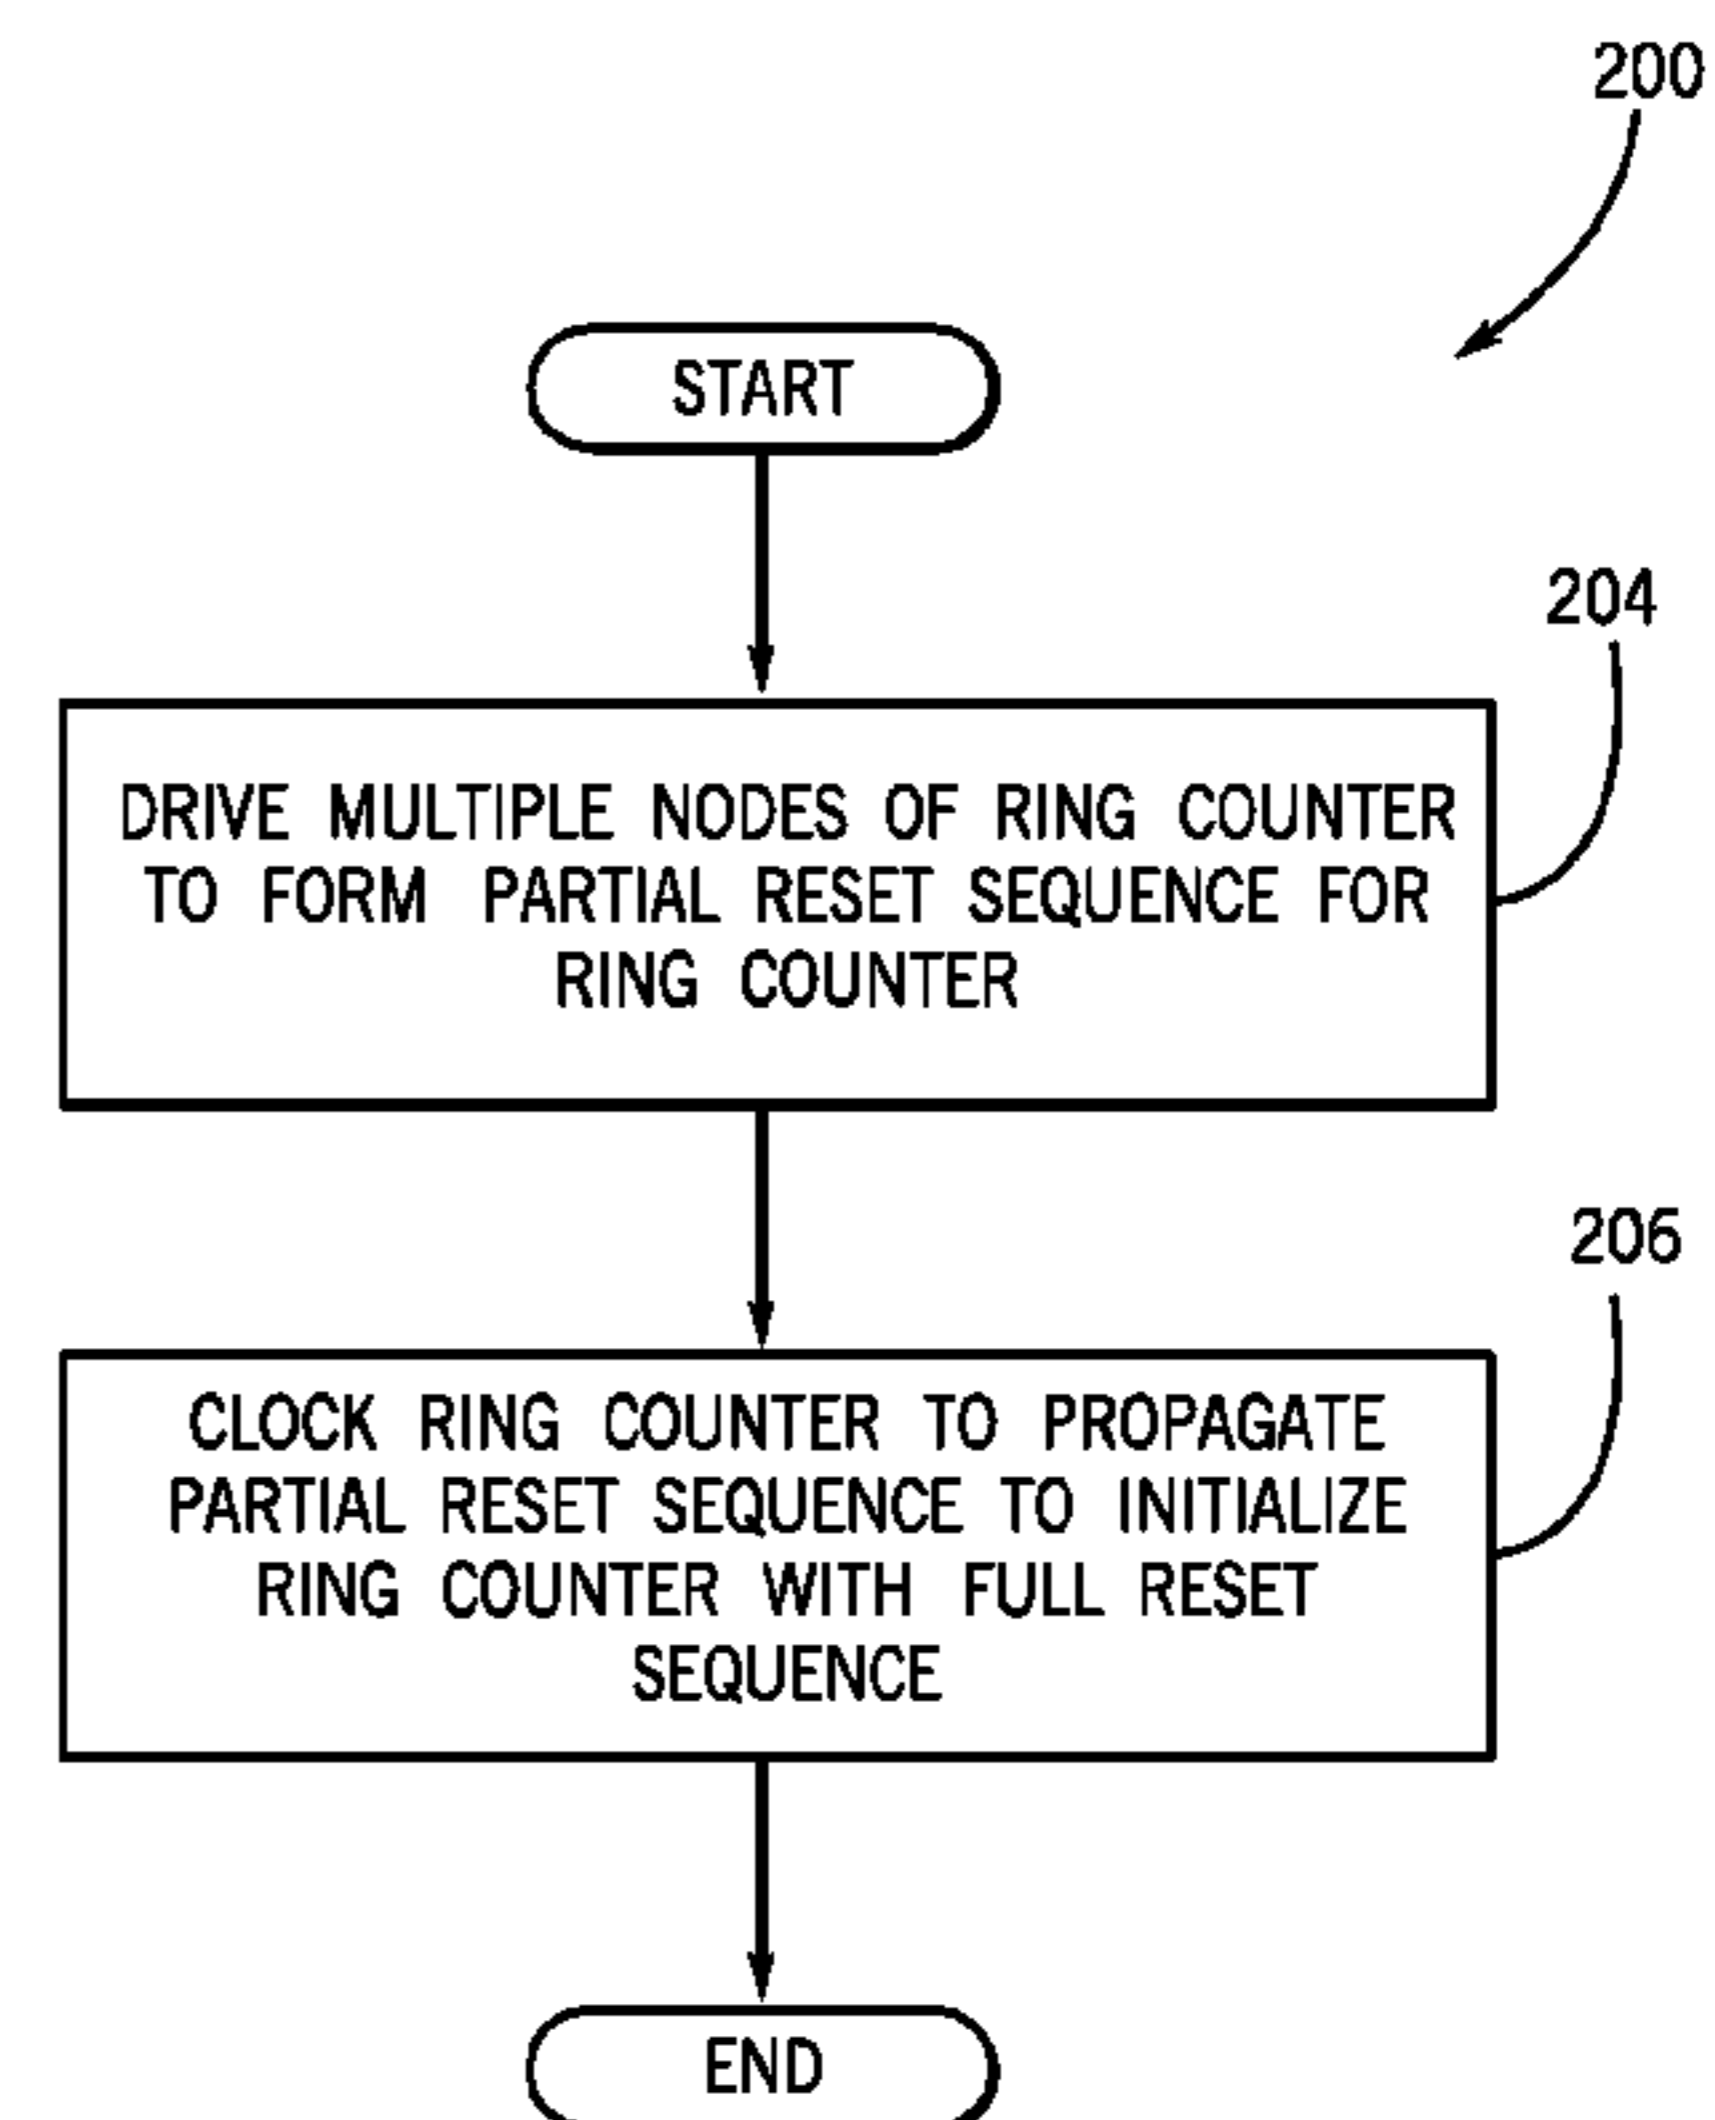 200
START
204
DRIVE MULTIPLE NODES OF RING COUNTER
TO FORM PARTIAL RESET SEQUENCE FOR
RING COUNTER
206
CLOCK RING COUNTER TO PROPAGATE
PARTIAL RESET SEQUENCE TO INITIALIZE
RING COUNTER WITH FULL RESET
SEQUENCE
END